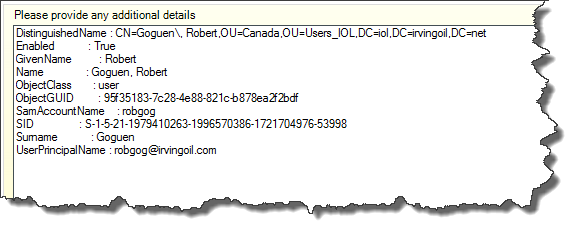 Please provide any additional details
DistinguishedName : CN=Goguen\, Robert,OU=Canada,OU=Users_IOL,DC=iol,DC=irvingoil,DC=net
Enabled : True
GivenName : Robert
Name : Goguen, Robert
ObjectClass : user
ObjectGUID : 95f35183-7c28-4e88-821c-b878ea2f2bdf
SamAccountName : robgog
SID : S-1-5-21-1979410263-1996570386-1721704976-53998
Surname : Goguen
UserPrincipalName : robgog@irvingoil.com